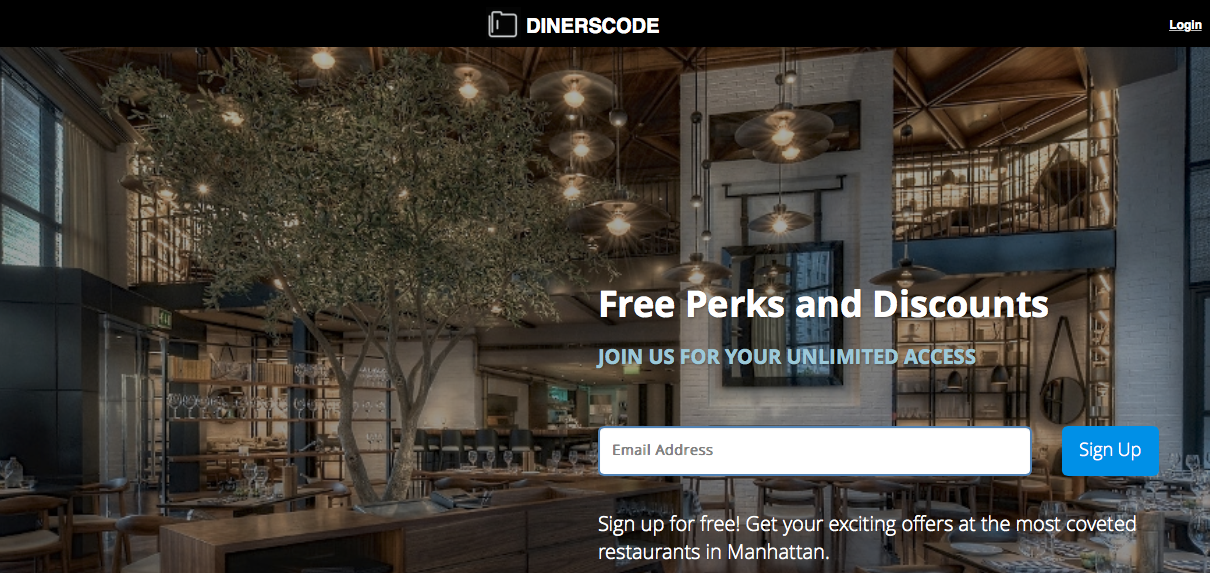 DINERSCODE
Login
Free Perks and Discounts
JOIN US FOR YOUR UNLIMITED ACCESS
Email Address
Sign Up
Sign up for free! Get your exciting offers at the most coveted
restaurants in Manhattan.